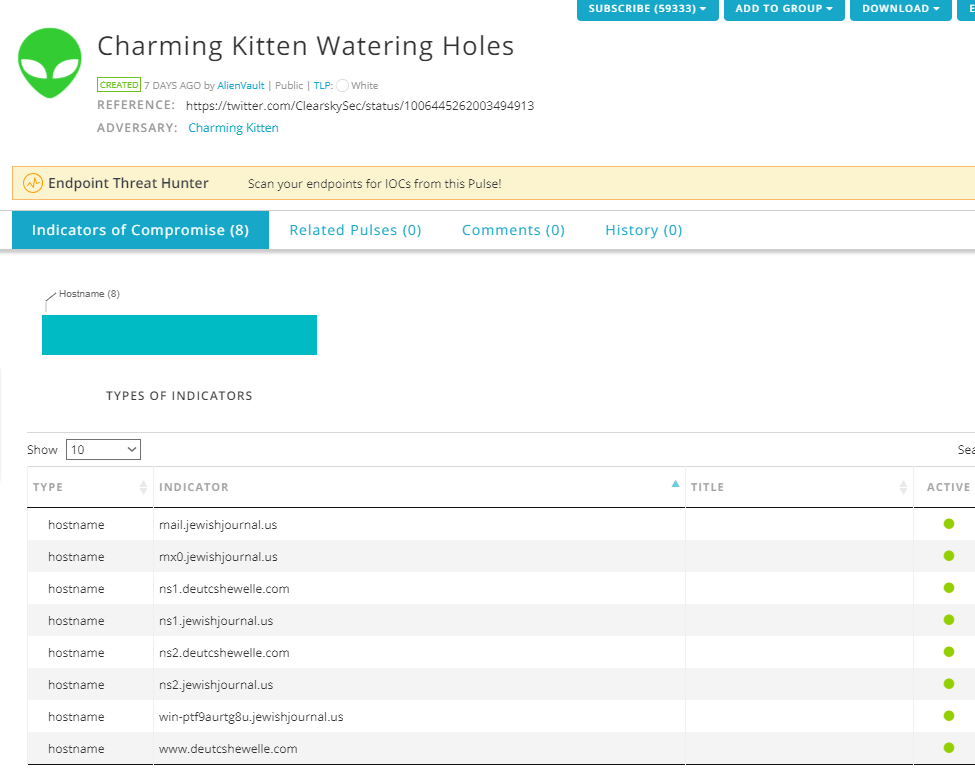 SUBSCRIBE (59333) ADD TO GROUP DOWNLOAD
Charming Kitten Watering Holes
CREATED 7 DAYS AGO by AlienVault | Public | TLP: White
REFERENCE: https://twitter.com/ClearskySec/status/1006445262003494913
ADVERSARY: Charming Kitten
Endpoint Threat Hunter Scan your endpoints for IOCs from this Pulse!
Indicators of Compromise (8) Related Pulses (0) Comments (0) History (0)
Hostname (8)
TYPES OF INDICATORS
Show 10 Sea
TYPE INDICATOR TITLE ACTIVE
hostname mail.jewishjournal.us
hostname mx0.jewishjournal.us
hostname ns1.deutcshewelle.com
hostname ns1.jewishjournal.us
hostname ns2.deutcshewelle.com
hostname ns2.jewishjournal.us
hostname win-ptf9aurtg8u.jewishjournal.us
hostname www.deutcshewelle.com